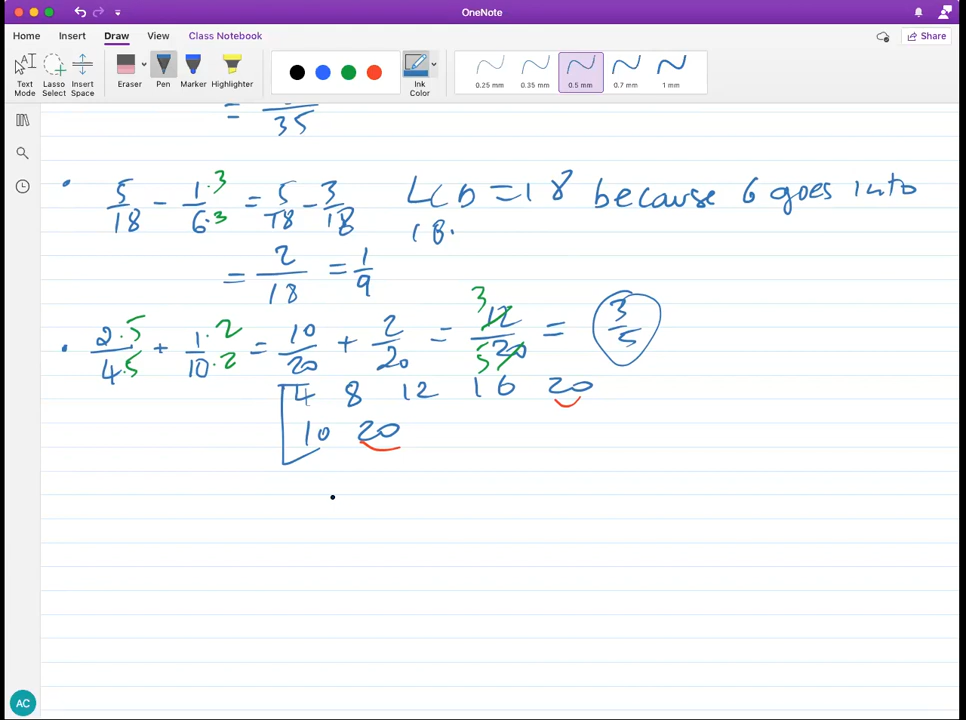 OneNote
Home Insert Draw View Class Notebook Share
Text Mode Lasso Select Insert Space Eraser Pen Marker Highlighter Ink Color 0.25 mm 0.35 mm 0.5 mm 0.7 mm 1 mm
= /35
• 5/18 - 1·3/6·3 = 5/18 - 3/18 LCD = 18 because 6 goes into
18.
= 2/18 = 1/9
• 2·5/4·5 + 1·2/10·2 = 10/20 + 2/20 = 12/20 3/5 = 3/5
4 8 12 16 20
10 20
AC